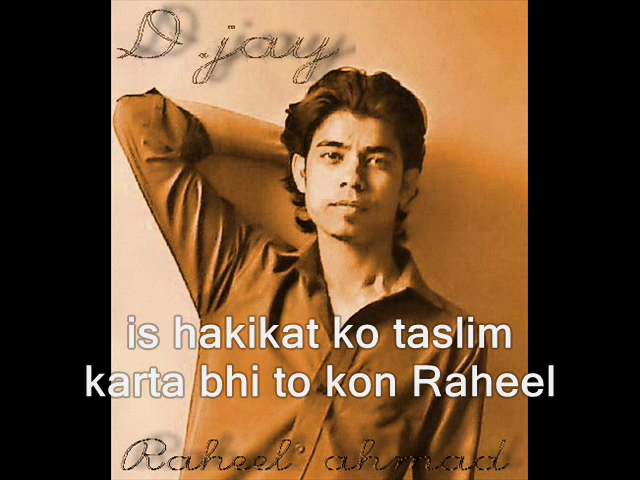 D.jay
is hakikat ko taslim
karta bhi to kon Raheel
Raheel ahmad